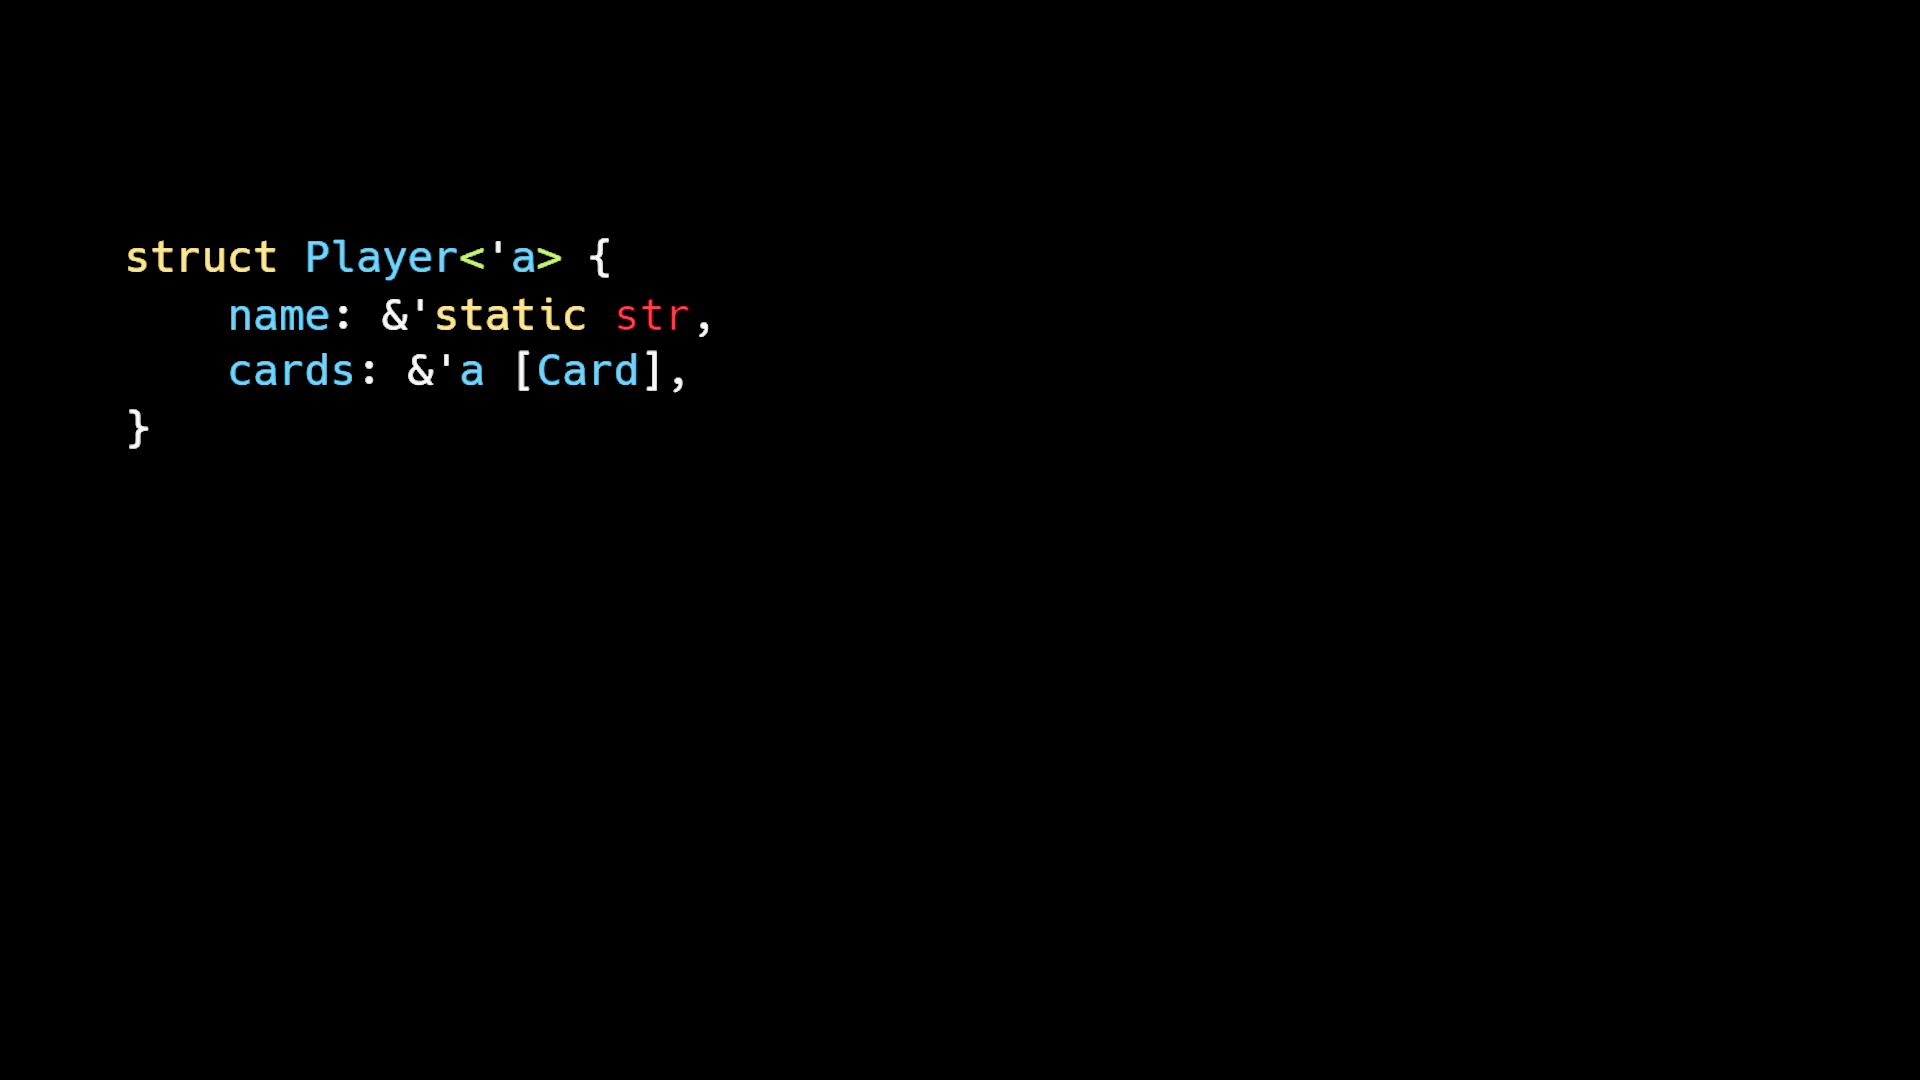 struct Player<'a> {
    name: &'static str,
    cards: &'a [Card],
}